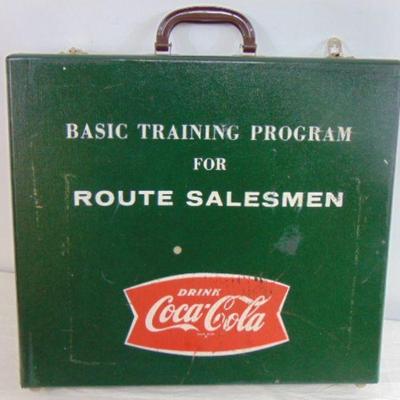 BASIC TRAINING PROGRAM
FOR
ROUTE SALESMEN
DRINK
Coca-Cola